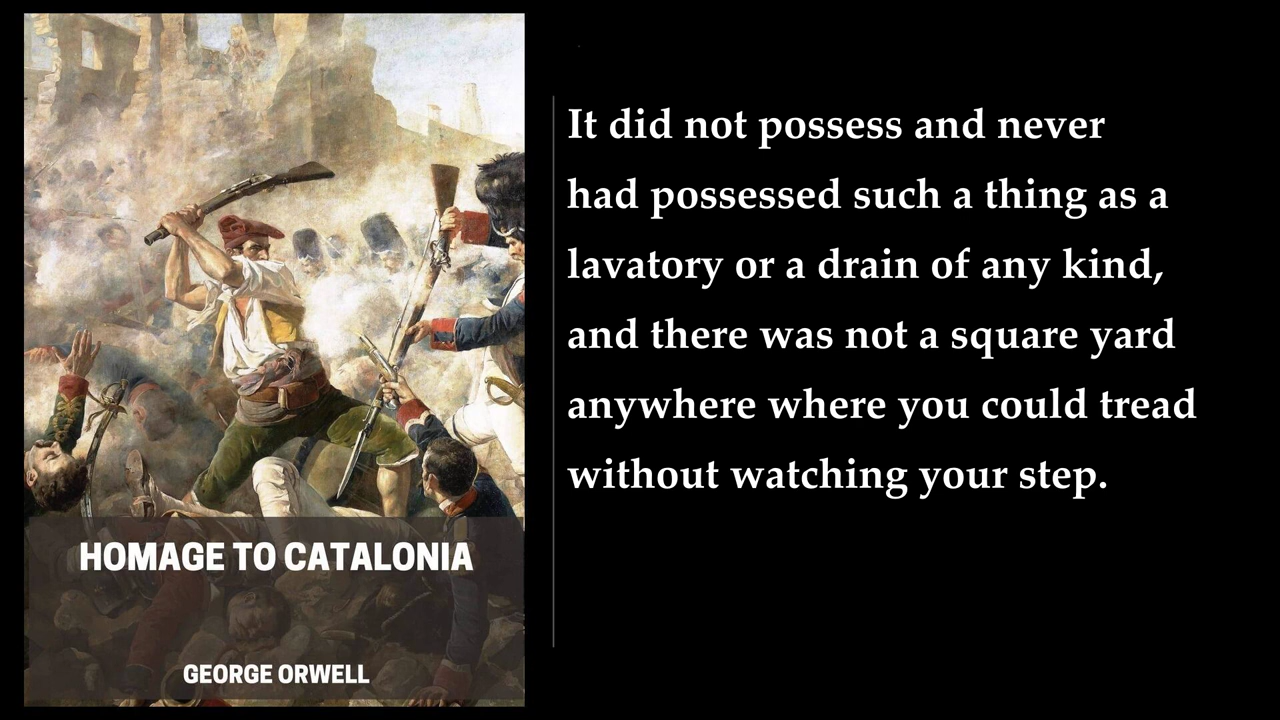 It did not possess and never
had possessed such a thing as a
lavatory or a drain of any kind,
and there was not a square yard
anywhere where you could tread
without watching your step.
HOMAGE TO CATALONIA
GEORGE ORWELL